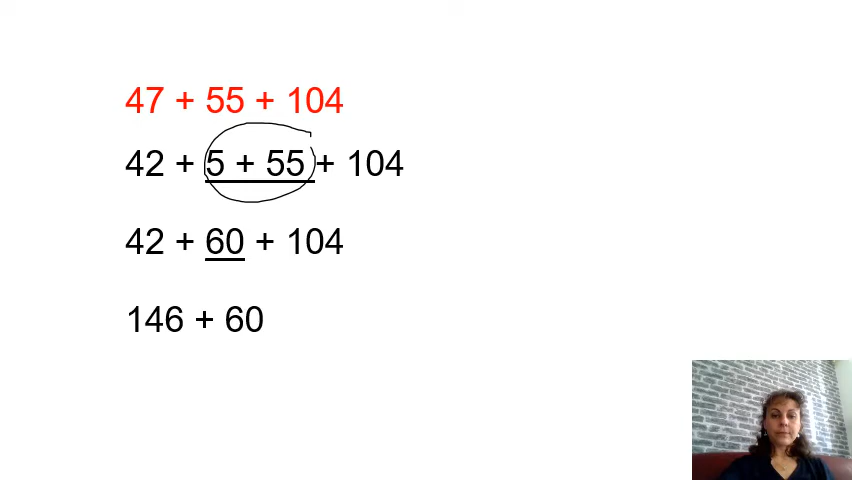 47 + 55 + 104
42 + 5 + 55 + 104
42 + 60 + 104
146 + 60